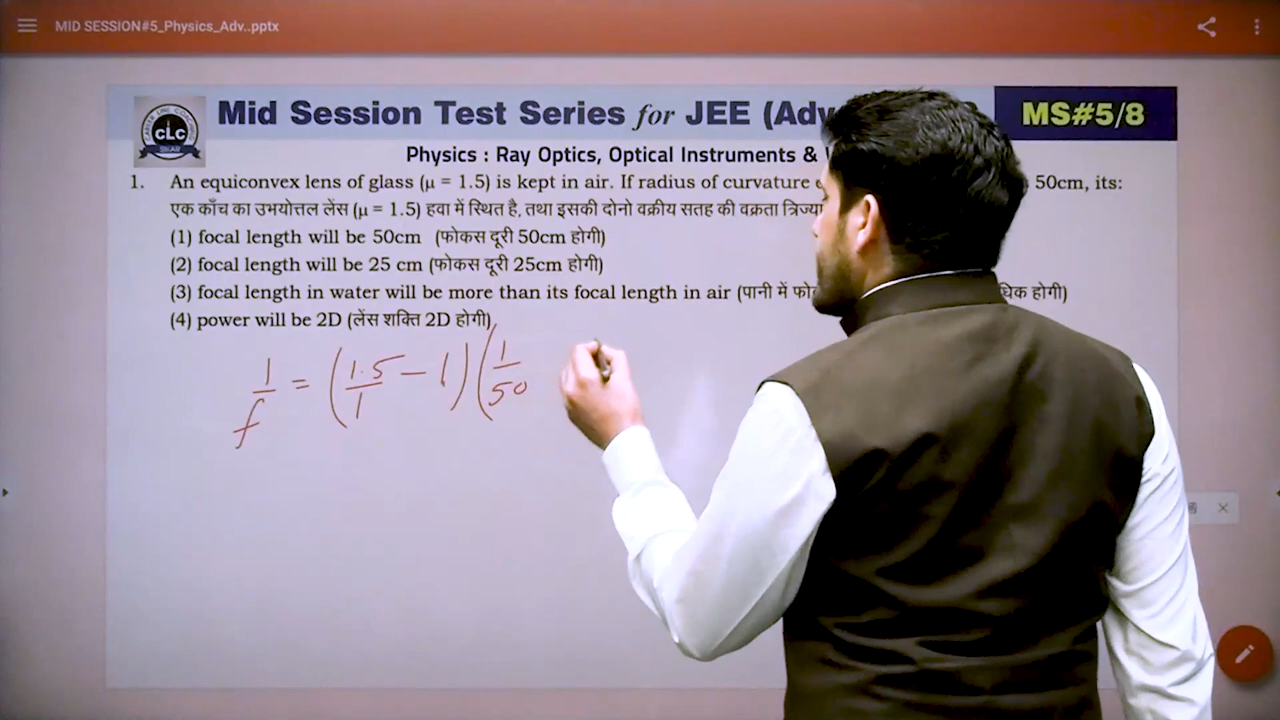 MID SESSION#5_Physics_Adv..pptx
CLC
SIKAR
Mid Session Test Series for JEE (Adv
MS#5/8
Physics : Ray Optics, Optical Instruments &
1. An equiconvex lens of glass (μ = 1.5) is kept in air. If radius of curvature 50cm, its:
एक काँच का उभयोत्तल लेंस (μ = 1.5) हवा में स्थित है, तथा इसकी दोनो वक्रीय सतह की वक्रता
(1) focal length will be 50cm (फोकस दूरी 50cm होगी)
(2) focal length will be 25 cm (फोकस दूरी 25cm होगी)
(3) focal length in water will be more than its focal length in air (पानी में होगी)
(4) power will be 2D (लेंस शक्ति 2D होगी)
1/f = (1.5/1 - 1) (1/50